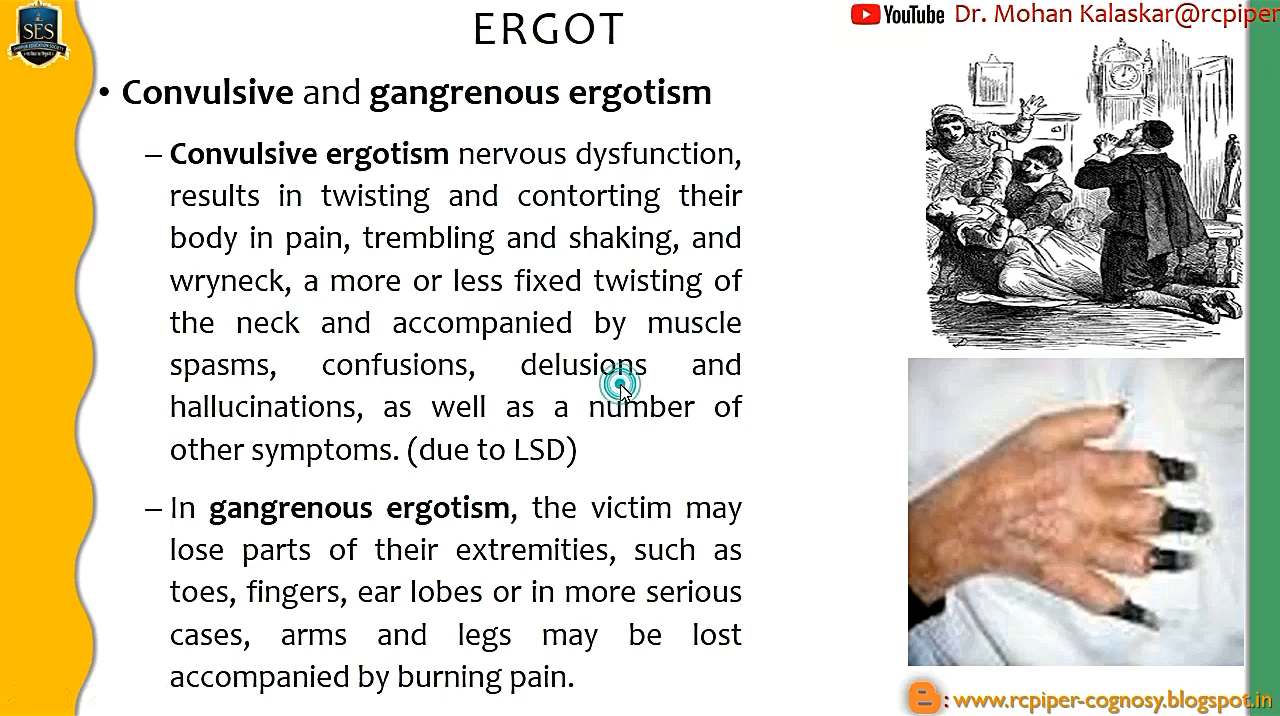 SES
ERGOT
YouTube Dr. Mohan Kalaskar@rcpiper
• Convulsive and gangrenous ergotism
– Convulsive ergotism nervous dysfunction,
results in twisting and contorting their
body in pain, trembling and shaking, and
wryneck, a more or less fixed twisting of
the neck and accompanied by muscle
spasms, confusions, delusions and
hallucinations, as well as a number of
other symptoms. (due to LSD)
– In gangrenous ergotism, the victim may
lose parts of their extremities, such as
toes, fingers, ear lobes or in more serious
cases, arms and legs may be lost
accompanied by burning pain.
: www.rcpiper-cognosy.blogspot.in